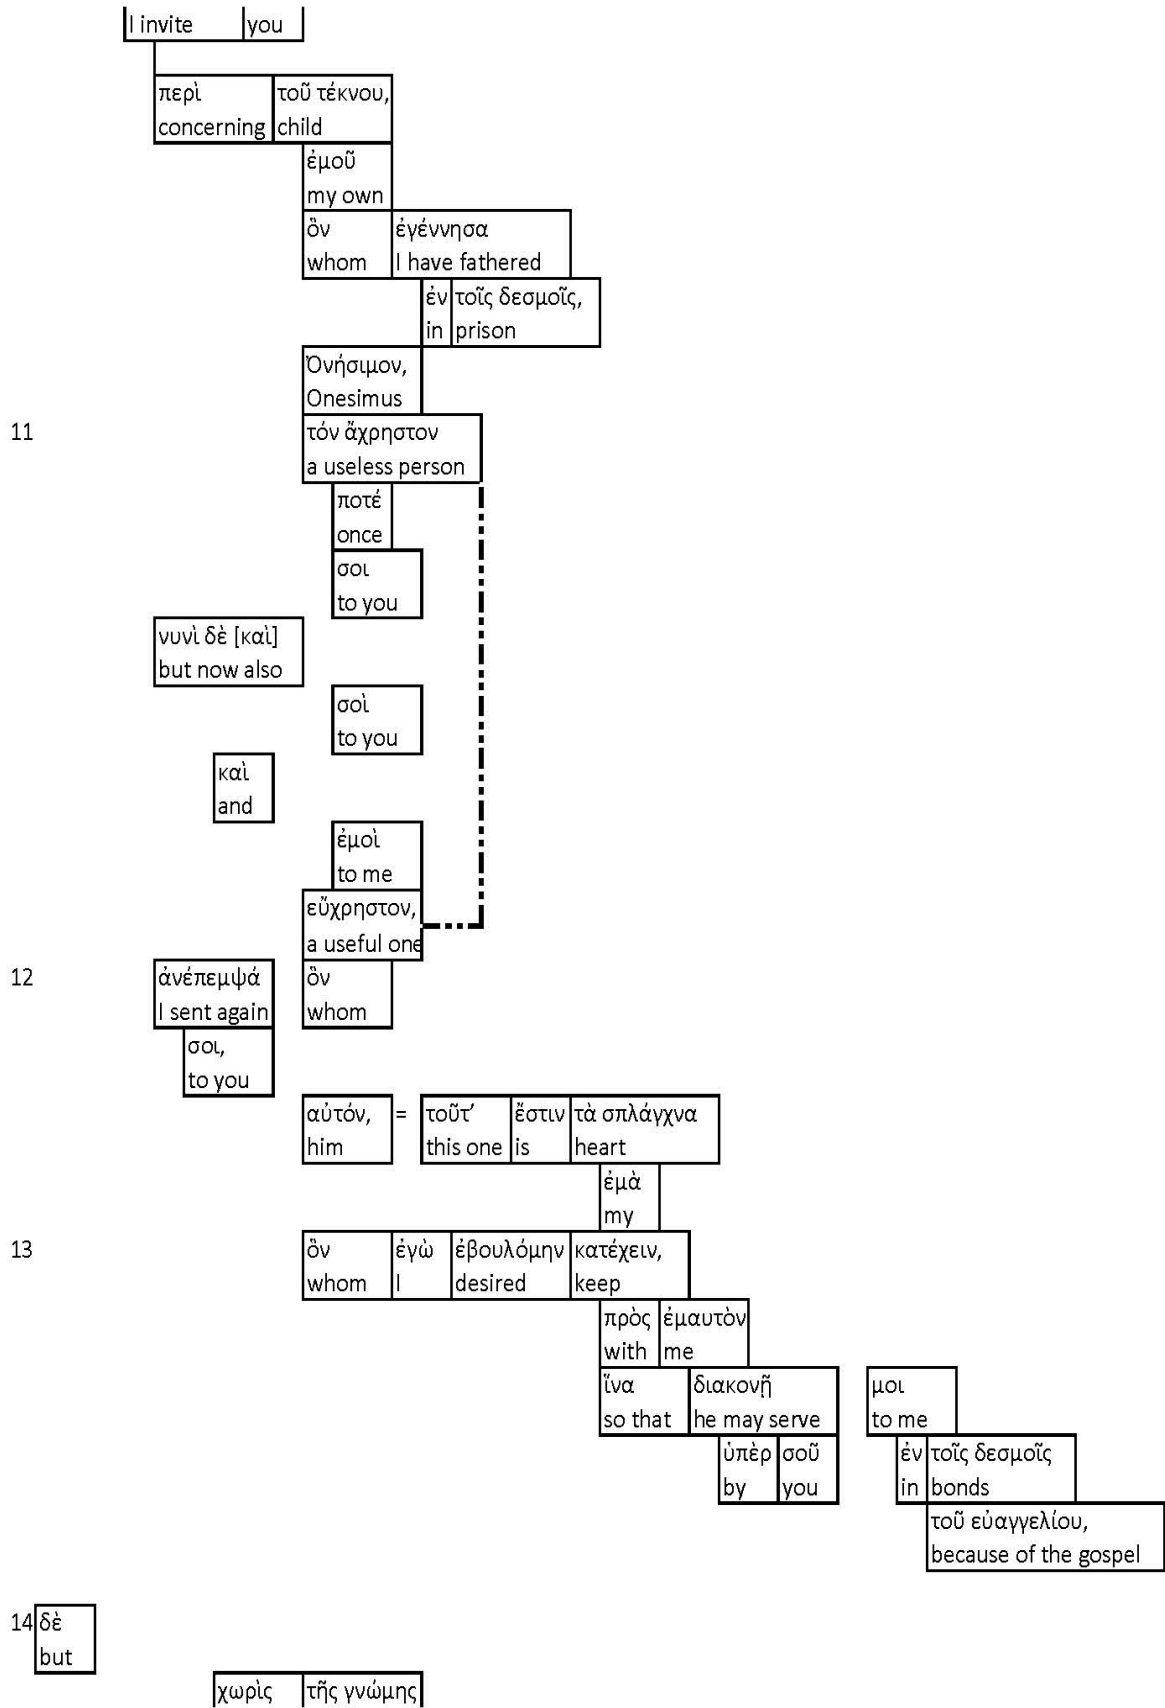 I invite you
περὶ τοῦ τέκνου,
concerning child
ἐμοῦ
my own
ὃν ἐγέννησα
whom I have fathered
ἐν τοῖς δεσμοῖς,
in prison
Ὀνήσιμον,
Onesimus
11 τόν ἄχρηστον
a useless person
ποτέ
once
σοι
to you
νυνὶ δὲ [καὶ]
but now also
σοὶ
to you
καὶ
and
ἐμοὶ
to me
εὔχρηστον,
a useful one
12 ἀνέπεμψά ὃν
I sent again whom
σοι,
to you
αὐτόν, = τοῦτ’ ἔστιν τὰ σπλάγχνα
him this one is heart
ἐμὰ
my
13 ὃν ἐγὼ ἐβουλόμην κατέχειν,
whom I desired keep
πρὸς ἐμαυτὸν
with me
ἵνα διακονῇ μοι
so that he may serve to me
ὑπὲρ σοῦ ἐν τοῖς δεσμοῖς
by you in bonds
τοῦ εὐαγγελίου,
because of the gospel
14 δὲ
but
χωρὶς τῆς γνώμης